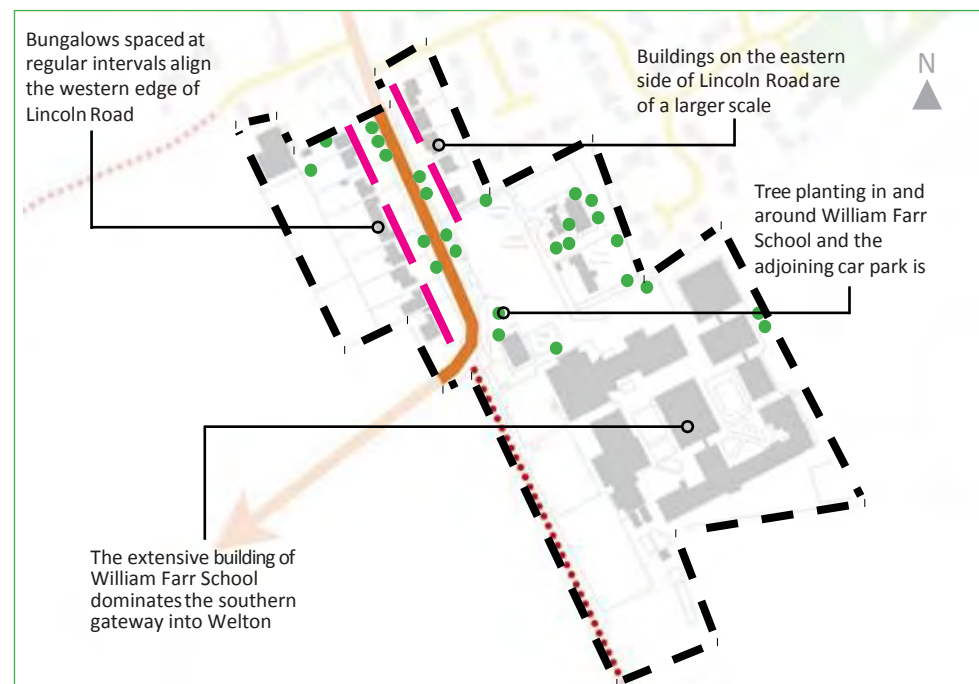 Bungalows spaced at
regular intervals align
the western edge of
Lincoln Road
Buildings on the eastern
side of Lincoln Road are
of a larger scale
N
Tree planting in and
around William Farr
School and the
adjoining car park is
The extensive building of
William Farr School
dominates the southern
gateway into Welton